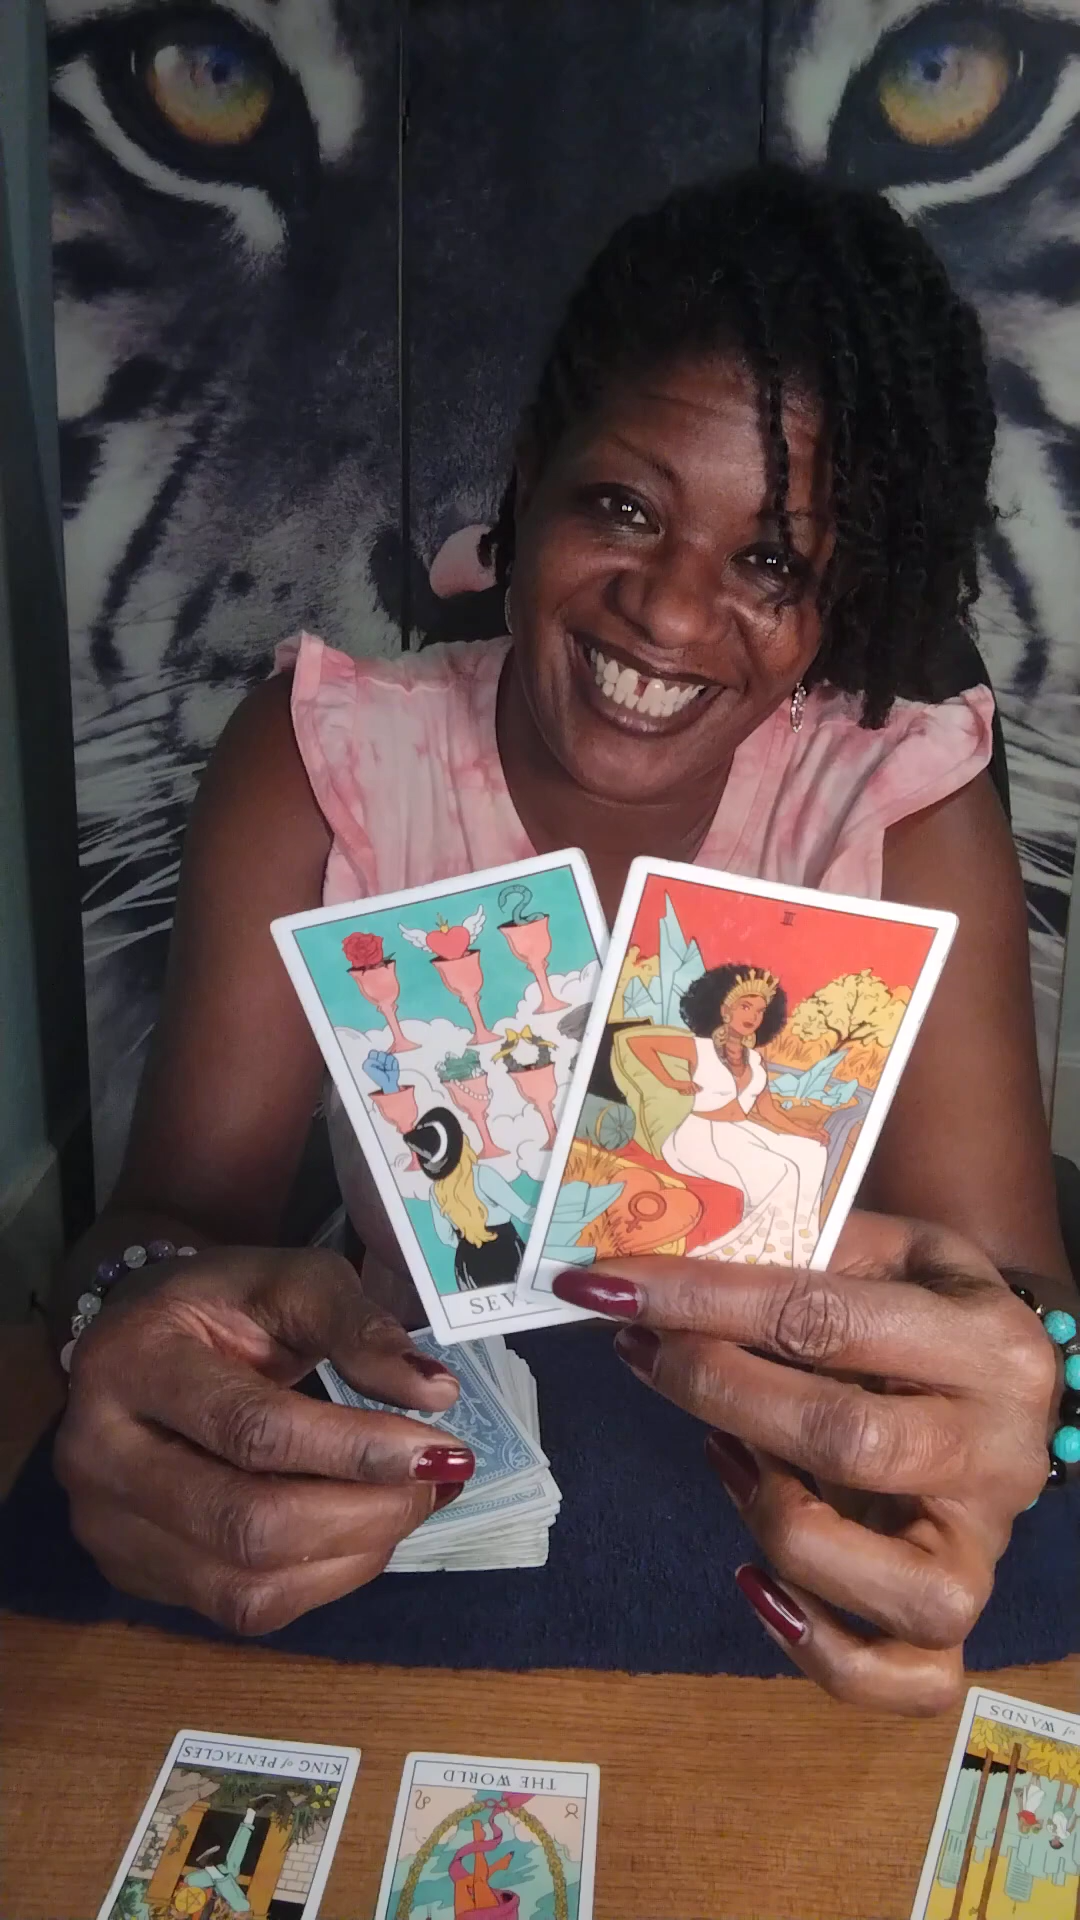 III
SEV
KING of PENTACLES
THE WORLD
of WANDS